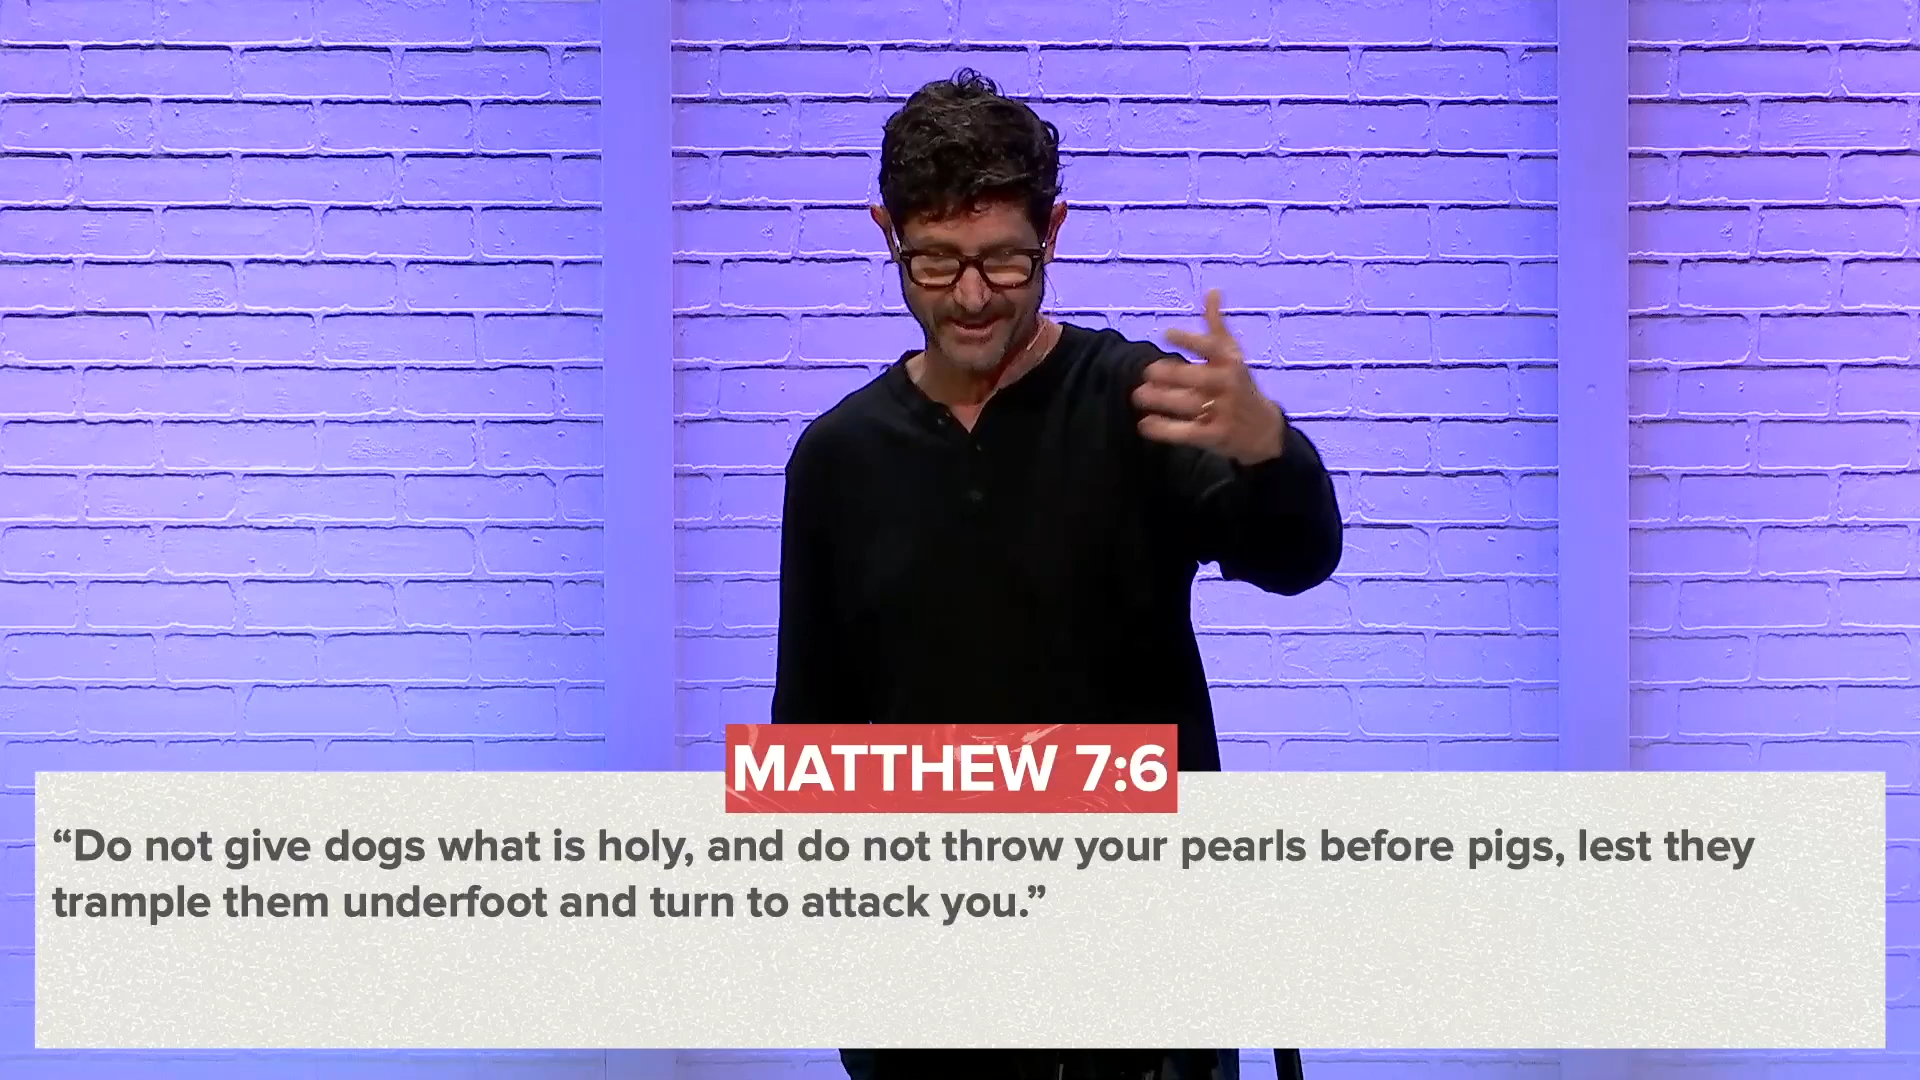 MATTHEW 7:6
“Do not give dogs what is holy, and do not throw your pearls before pigs, lest they
trample them underfoot and turn to attack you.”